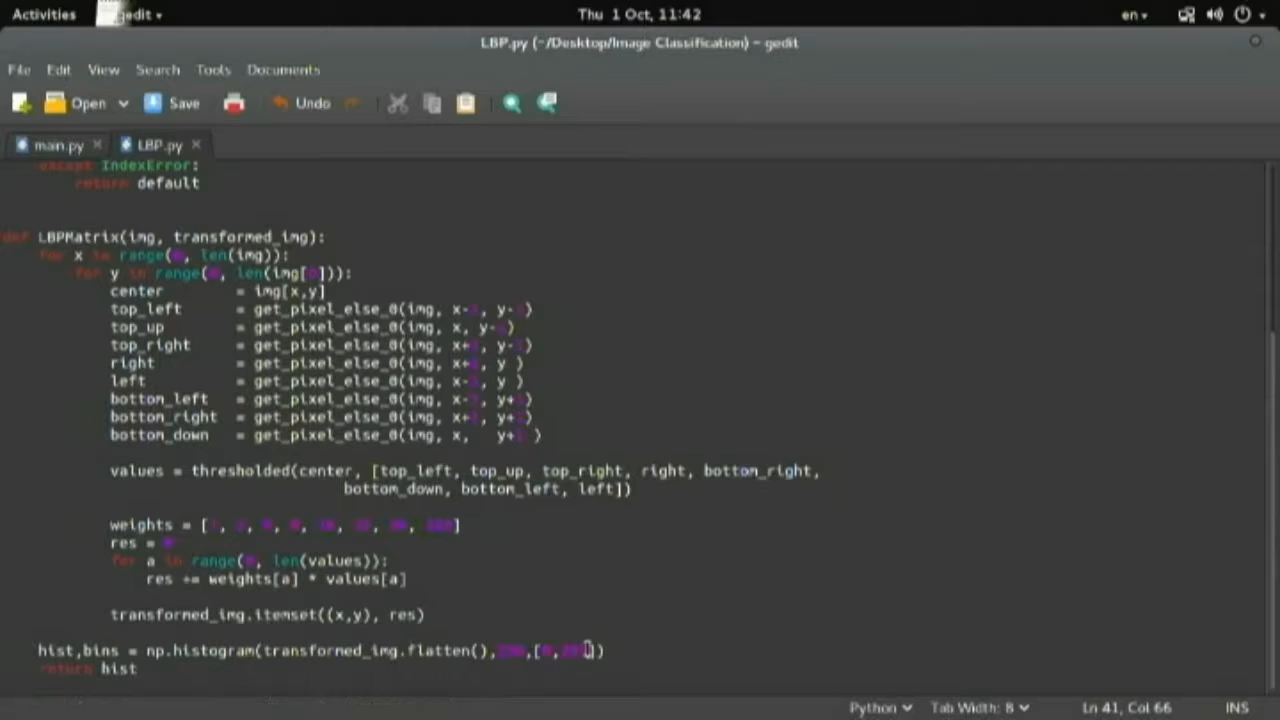 Activities gedit Thu 1 Oct, 11:42 en
LBP.py (~/Desktop/Image Classification) - gedit
File Edit View Search Tools Documents
Open Save Undo
main.py × LBP.py ×
except IndexError:
return default
def LBPMatrix(img, transformed_img):
for x in range(0, len(img)):
for y in range(0, len(img[0])):
center = img[x,y]
top_left = get_pixel_else_0(img, x-1, y-1)
top_up = get_pixel_else_0(img, x, y-1)
top_right = get_pixel_else_0(img, x+1, y-1)
right = get_pixel_else_0(img, x+1, y )
left = get_pixel_else_0(img, x-1, y )
bottom_left = get_pixel_else_0(img, x-1, y+1)
bottom_right = get_pixel_else_0(img, x+1, y+1)
bottom_down = get_pixel_else_0(img, x, y+1 )
values = thresholded(center, [top_left, top_up, top_right, right, bottom_right,
bottom_down, bottom_left, left])
weights = [1, 2, 4, 8, 16, 32, 64, 128]
res = 0
for a in range(0, len(values)):
res += weights[a] * values[a]
transformed_img.itemset((x,y), res)
hist,bins = np.histogram(transformed_img.flatten(),256,[0,
return hist
Python Tab Width: 8 Ln 41, Col 66 INS